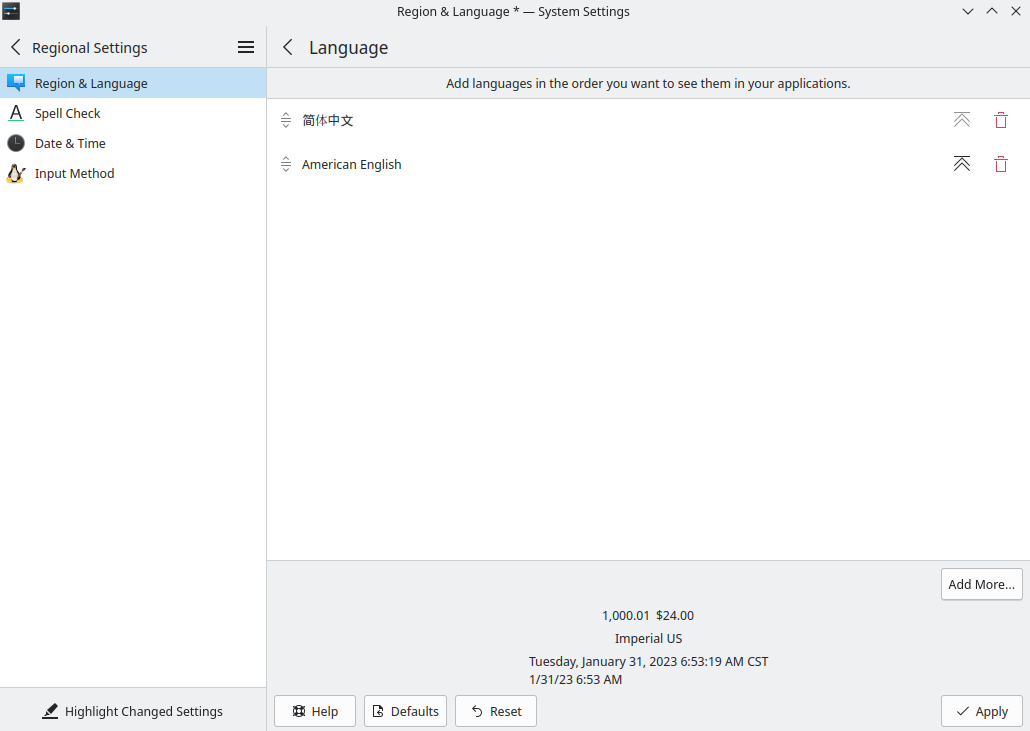 Region & Language * — System Settings
Regional Settings
Language
Region & Language
Spell Check
Date & Time
Input Method
Add languages in the order you want to see them in your applications.
简体中文
American English
Add More...
1,000.01 $24.00
Imperial US
Tuesday, January 31, 2023 6:53:19 AM CST
1/31/23 6:53 AM
Highlight Changed Settings
Help
Defaults
Reset
Apply